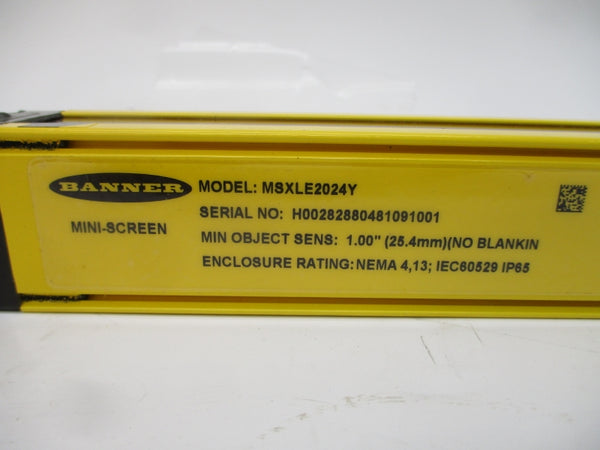 BANNER
MINI-SCREEN
MODEL: MSXLE2024Y
SERIAL NO: H00282880481091001
MIN OBJECT SENS: 1.00" (25.4mm)(NO BLANKIN
ENCLOSURE RATING: NEMA 4,13; IEC60529 IP65